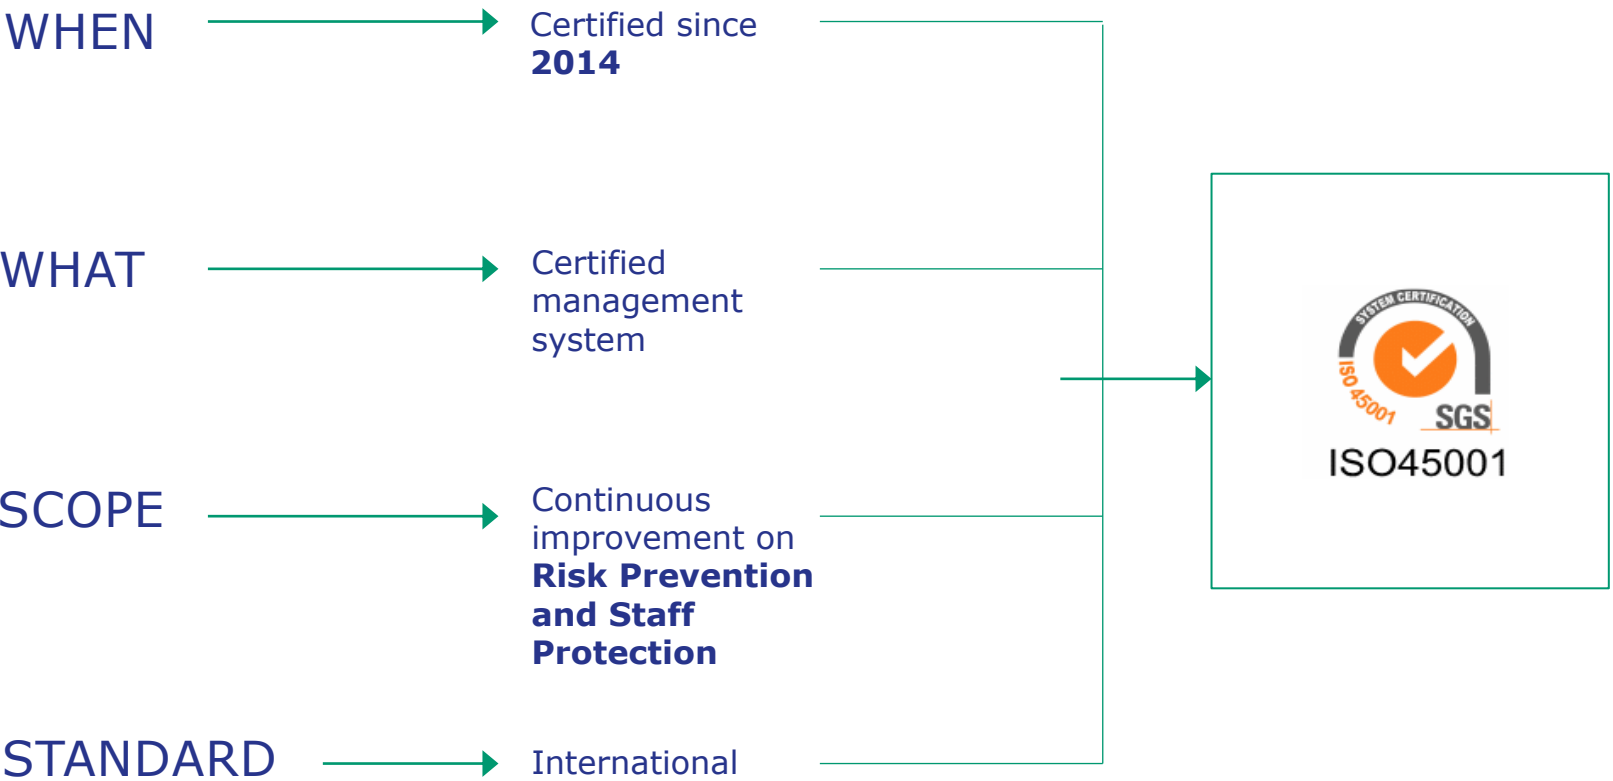 WHEN
Certified since
2014
WHAT
Certified
management
system
SCOPE
Continuous
improvement on
Risk Prevention
and Staff
Protection
STANDARD
International
SYSTEM CERTIFICATION
ISO 45001
SGS
ISO45001